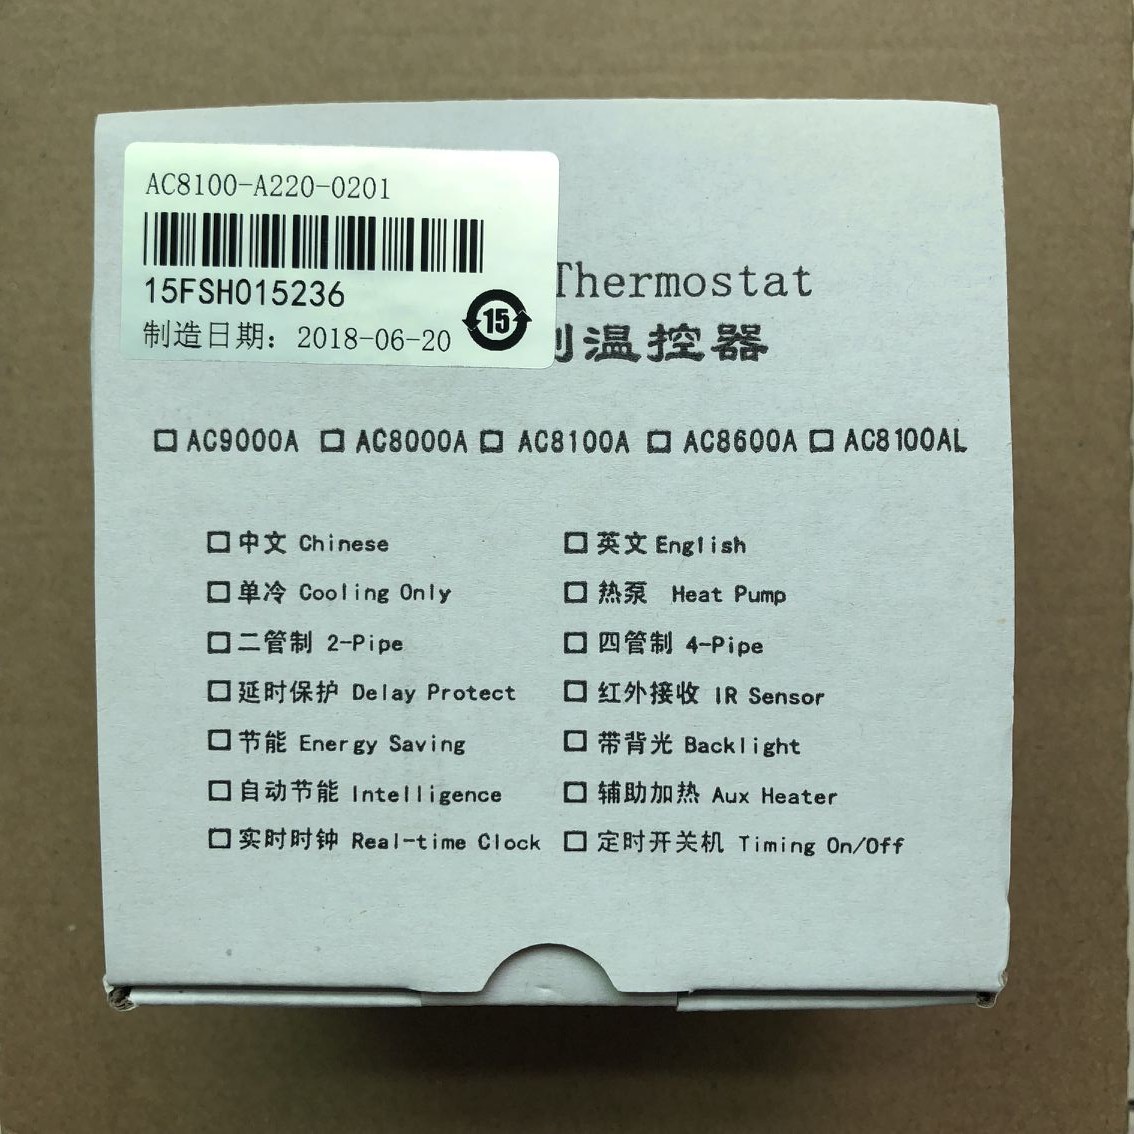 AC8100-A220-0201
15FSH015236
制造日期: 2018-06-20
15
Thermostat
制温控器
□AC9000A □ AC8000A □ AC8100A □ AC8600A □ AC8100AL
□中文 Chinese □ 英文 English
□单冷 Cooling Only □ 热泵 Heat Pump
□二管制 2-Pipe □ 四管制 4-Pipe
□延时保护 Delay Protect □ 红外接收 IR Sensor
□节能 Energy Saving □ 带背光 Backlight
□自动节能 Intelligence □ 辅助加热 Aux Heater
□实时时钟 Real-time Clock □ 定时开关机 Timing On/Off